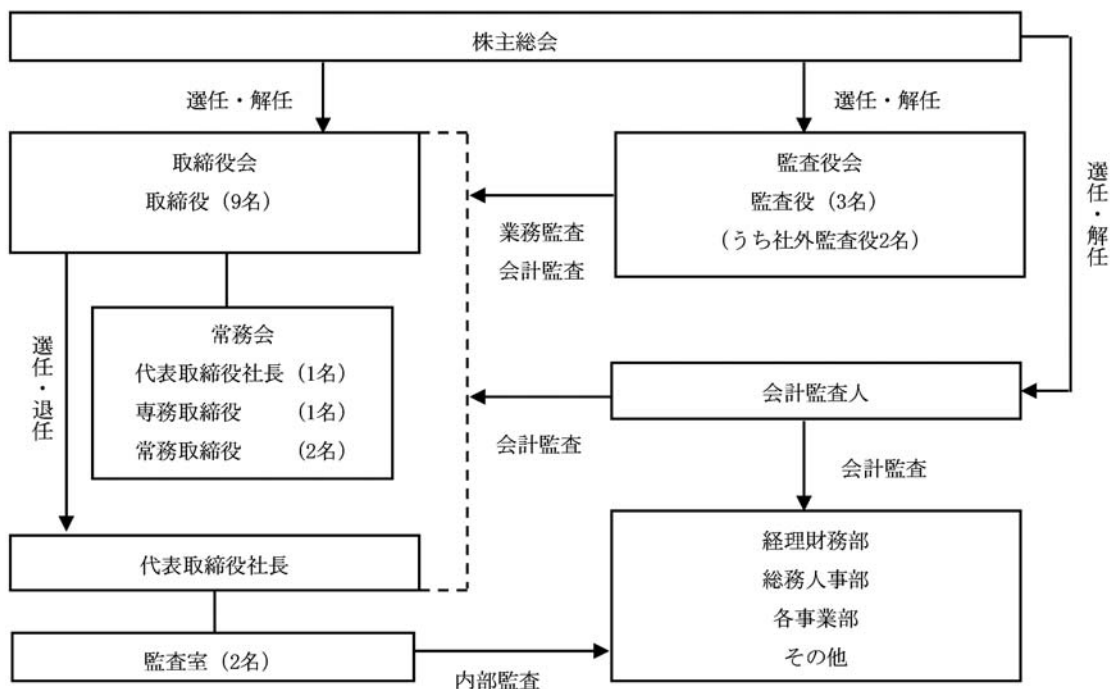 株主総会
選任・解任
選任・解任
選任・解任
取締役会
取締役(9名)
監査役会
監査役(3名)
(うち社外監査役2名)
業務監査
会計監査
常務会
代表取締役社長(1名)
専務取締役 (1名)
常務取締役 (2名)
選任・退任
会計監査人
会計監査
会計監査
代表取締役社長
経理財務部
総務人事部
各事業部
その他
監査室(2名)
内部監査